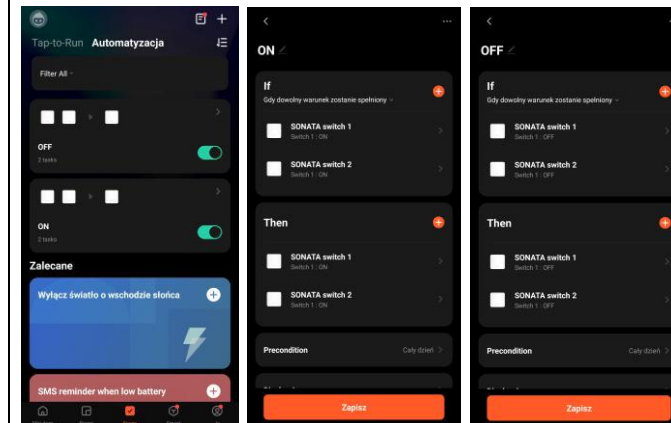 Tap-to-Run Automatyzacja
Filter All
OFF
2 tasks
ON
2 tasks
Zalecane
Wyłącz światło o wschodzie słońca
SMS reminder when low battery
ON
If
Gdy dowolny warunek zostanie spełniony
SONATA switch 1
Switch 1 : ON
SONATA switch 2
Switch 1 : ON
Then
SONATA switch 1
Switch 1 : ON
SONATA switch 2
Switch 1 : ON
Precondition Cały dzień
Zapisz
OFF
If
Gdy dowolny warunek zostanie spełniony
SONATA switch 1
Switch 1 : OFF
SONATA switch 2
Switch 1 : OFF
Then
SONATA switch 1
Switch 1 : OFF
SONATA switch 2
Switch 1 : OFF
Precondition Cały dzień
Zapisz